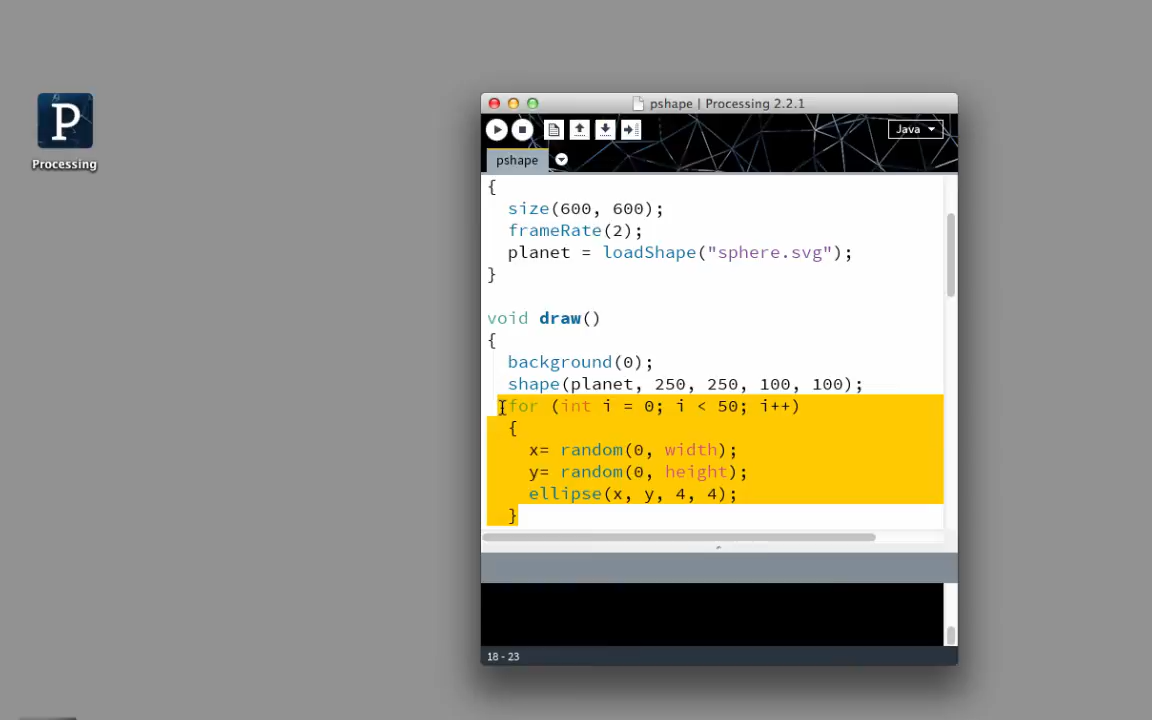 P
Processing
pshape | Processing 2.2.1
Java
pshape
{
size(600, 600);
frameRate(2);
planet = loadShape("sphere.svg");
}
void draw()
{
background(0);
shape(planet, 250, 250, 100, 100);
for (int i = 0; i < 50; i++)
{
x= random(0, width);
y= random(0, height);
ellipse(x, y, 4, 4);
}
18 - 23